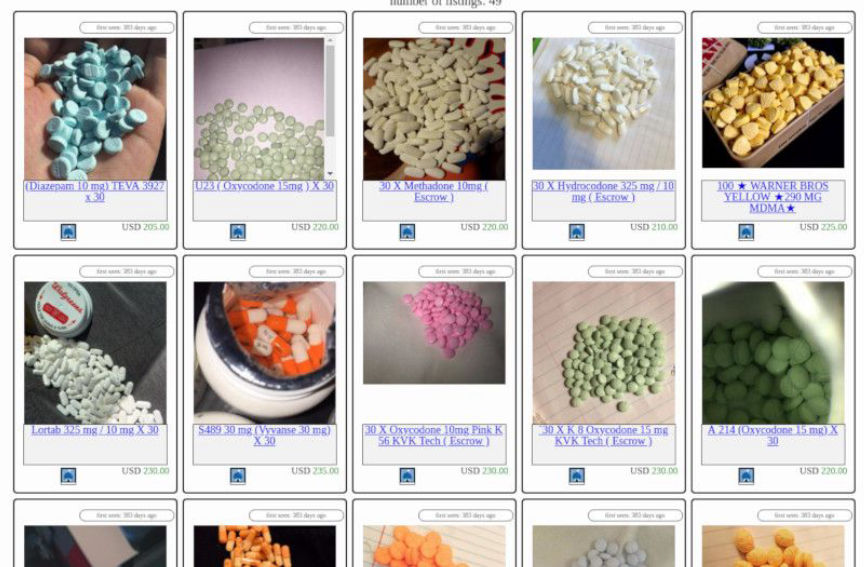 number of listings: 49
first seen: 383 days ago
first seen: 383 days ago
first seen: 383 days ago
first seen: 383 days ago
first seen: 383 days ago
(Diazepam 10 mg) TEVA 3927
x 30
USD 205.00
U23 ( Oxycodone 15mg ) X 30
USD 220.00
30 X Methadone 10mg (
Escrow )
USD 220.00
30 X Hydrocodone 325 mg / 10
mg ( Escrow )
USD 210.00
100 ★ WARNER BROS
YELLOW ★290 MG
MDMA★
USD 225.00
first seen: 383 days ago
first seen: 383 days ago
first seen: 383 days ago
first seen: 383 days ago
first seen: 383 days ago
Lortab 325 mg / 10 mg X 30
USD 230.00
S489 30 mg (Vyvanse 30 mg)
X 30
USD 235.00
30 X Oxycodone 10mg Pink K
56 KVK Tech ( Escrow )
USD 230.00
30 X K 8 Oxycodone 15 mg
KVK Tech ( Escrow )
USD 230.00
A 214 (Oxycodone 15 mg) X
30
USD 220.00
first seen: 383 days ago
first seen: 383 days ago
first seen: 383 days ago
first seen: 383 days ago
first seen: 383 days ago